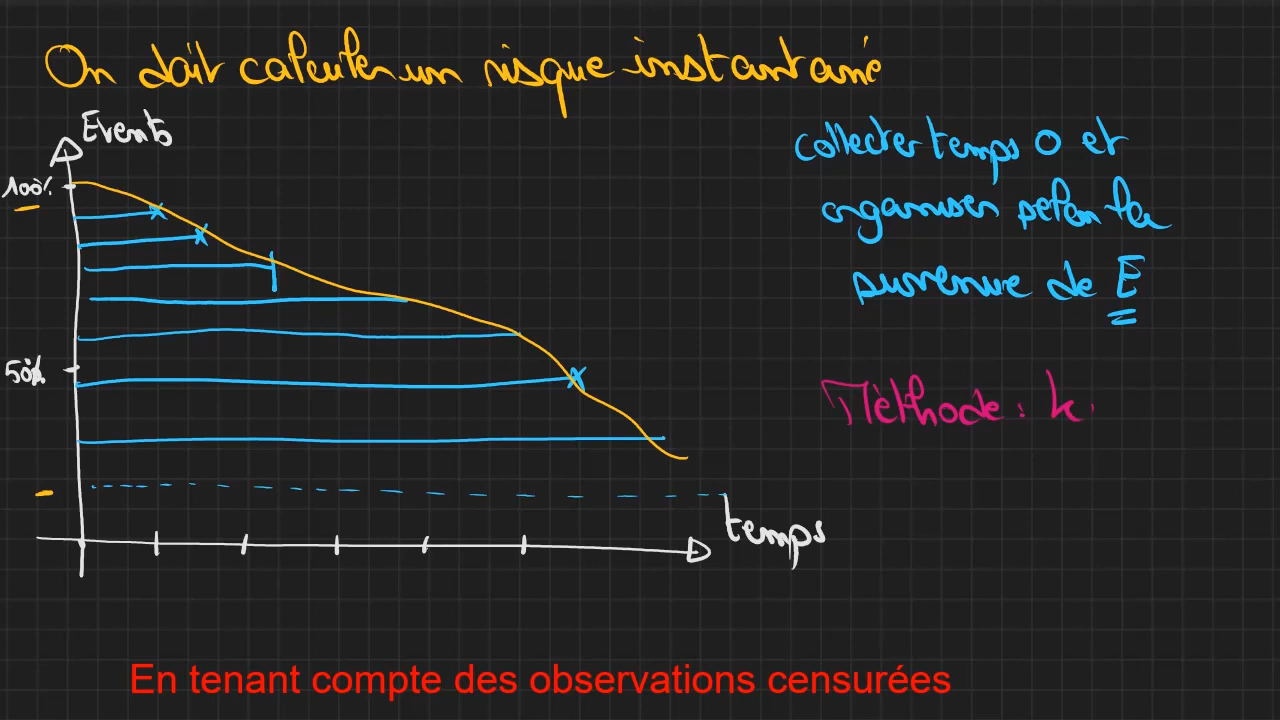 On doit calculer un risque instantané
Events
100%
50%
temps
collecter temps 0 et
organiser selon la
survenue de E
Méthode : k
En tenant compte des observations censurées